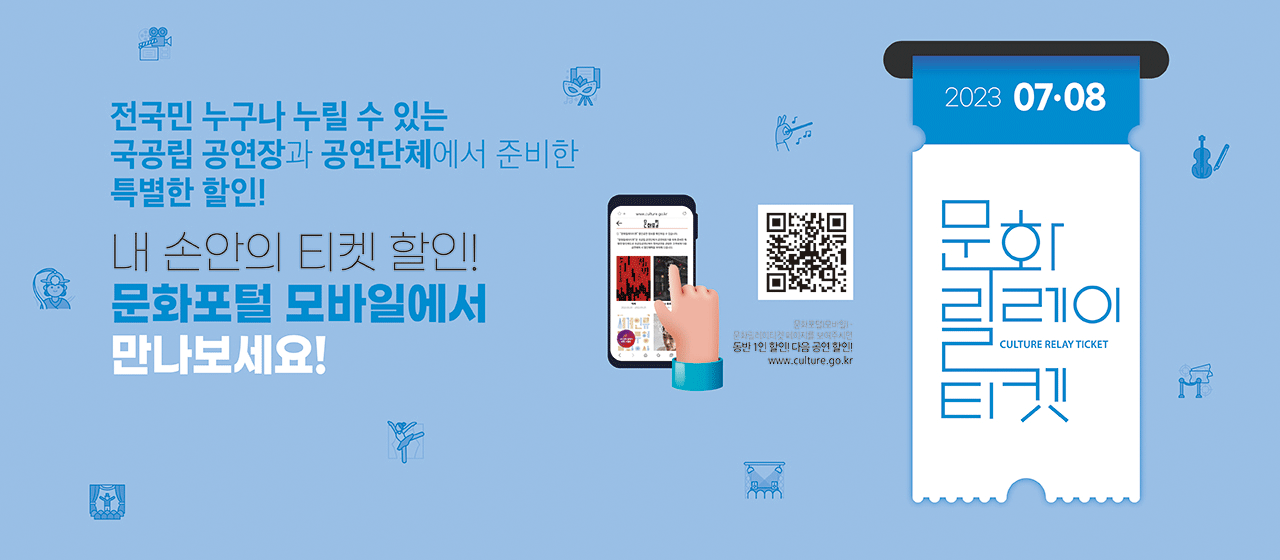 전국민 누구나 누릴 수 있는
국공립 공연장과 공연단체에서 준비한
특별한 할인!
내 손안의 티켓 할인!
문화포털 모바일에서
만나보세요!
www.culture.go.kr
동반 1인 할인! 다음 공연 할인!
www.culture.go.kr
2023 07·08
문화
릴레이
CULTURE RELAY TICKET
티켓